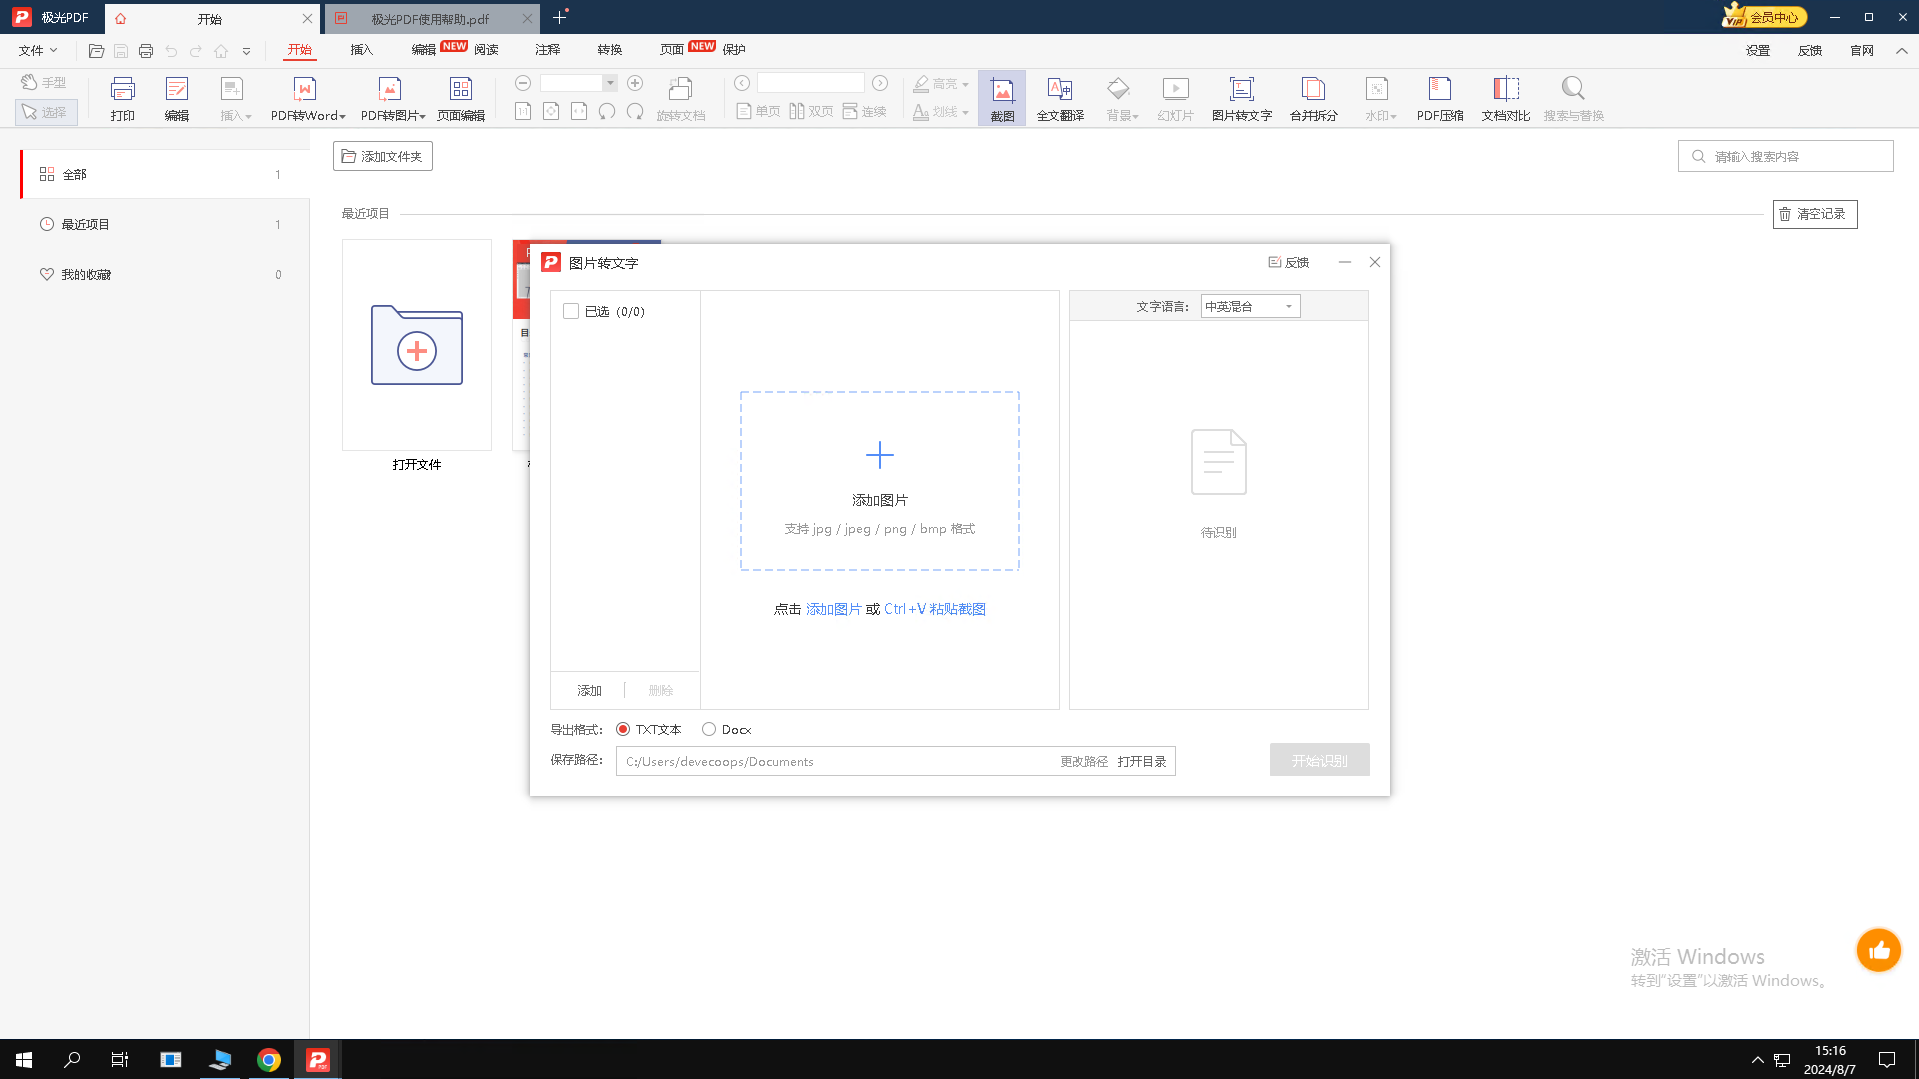 极光PDF
开始
极光PDF使用帮助.pdf
VIP 会员中心
文件
开始
插入
编辑 NEW
阅读
注释
转换
页面 NEW
保护
设置
反馈
官网
手型
选择
打印
编辑
插入
PDF转Word
PDF转图片
页面编辑
1:1
旋转文档
单页
双页
连续
高亮
划线
截图
全文翻译
背景
幻灯片
图片转文字
合并拆分
水印
PDF压缩
文档对比
搜索与替换
全部 1
最近项目 1
我的收藏 0
添加文件夹
请输入搜索内容
最近项目
清空记录
打开文件
图片转文字
反馈
已选 (0/0)
文字语言: 中英混合
添加图片
支持 jpg / jpeg / png / bmp 格式
点击 添加图片 或 Ctrl+V 粘贴截图
待识别
添加
删除
导出格式: TXT文本 Docx
保存路径: C:/Users/devecoops/Documents 更改路径 打开目录
开始识别
激活 Windows
转到"设置"以激活 Windows。
15:16
2024/8/7